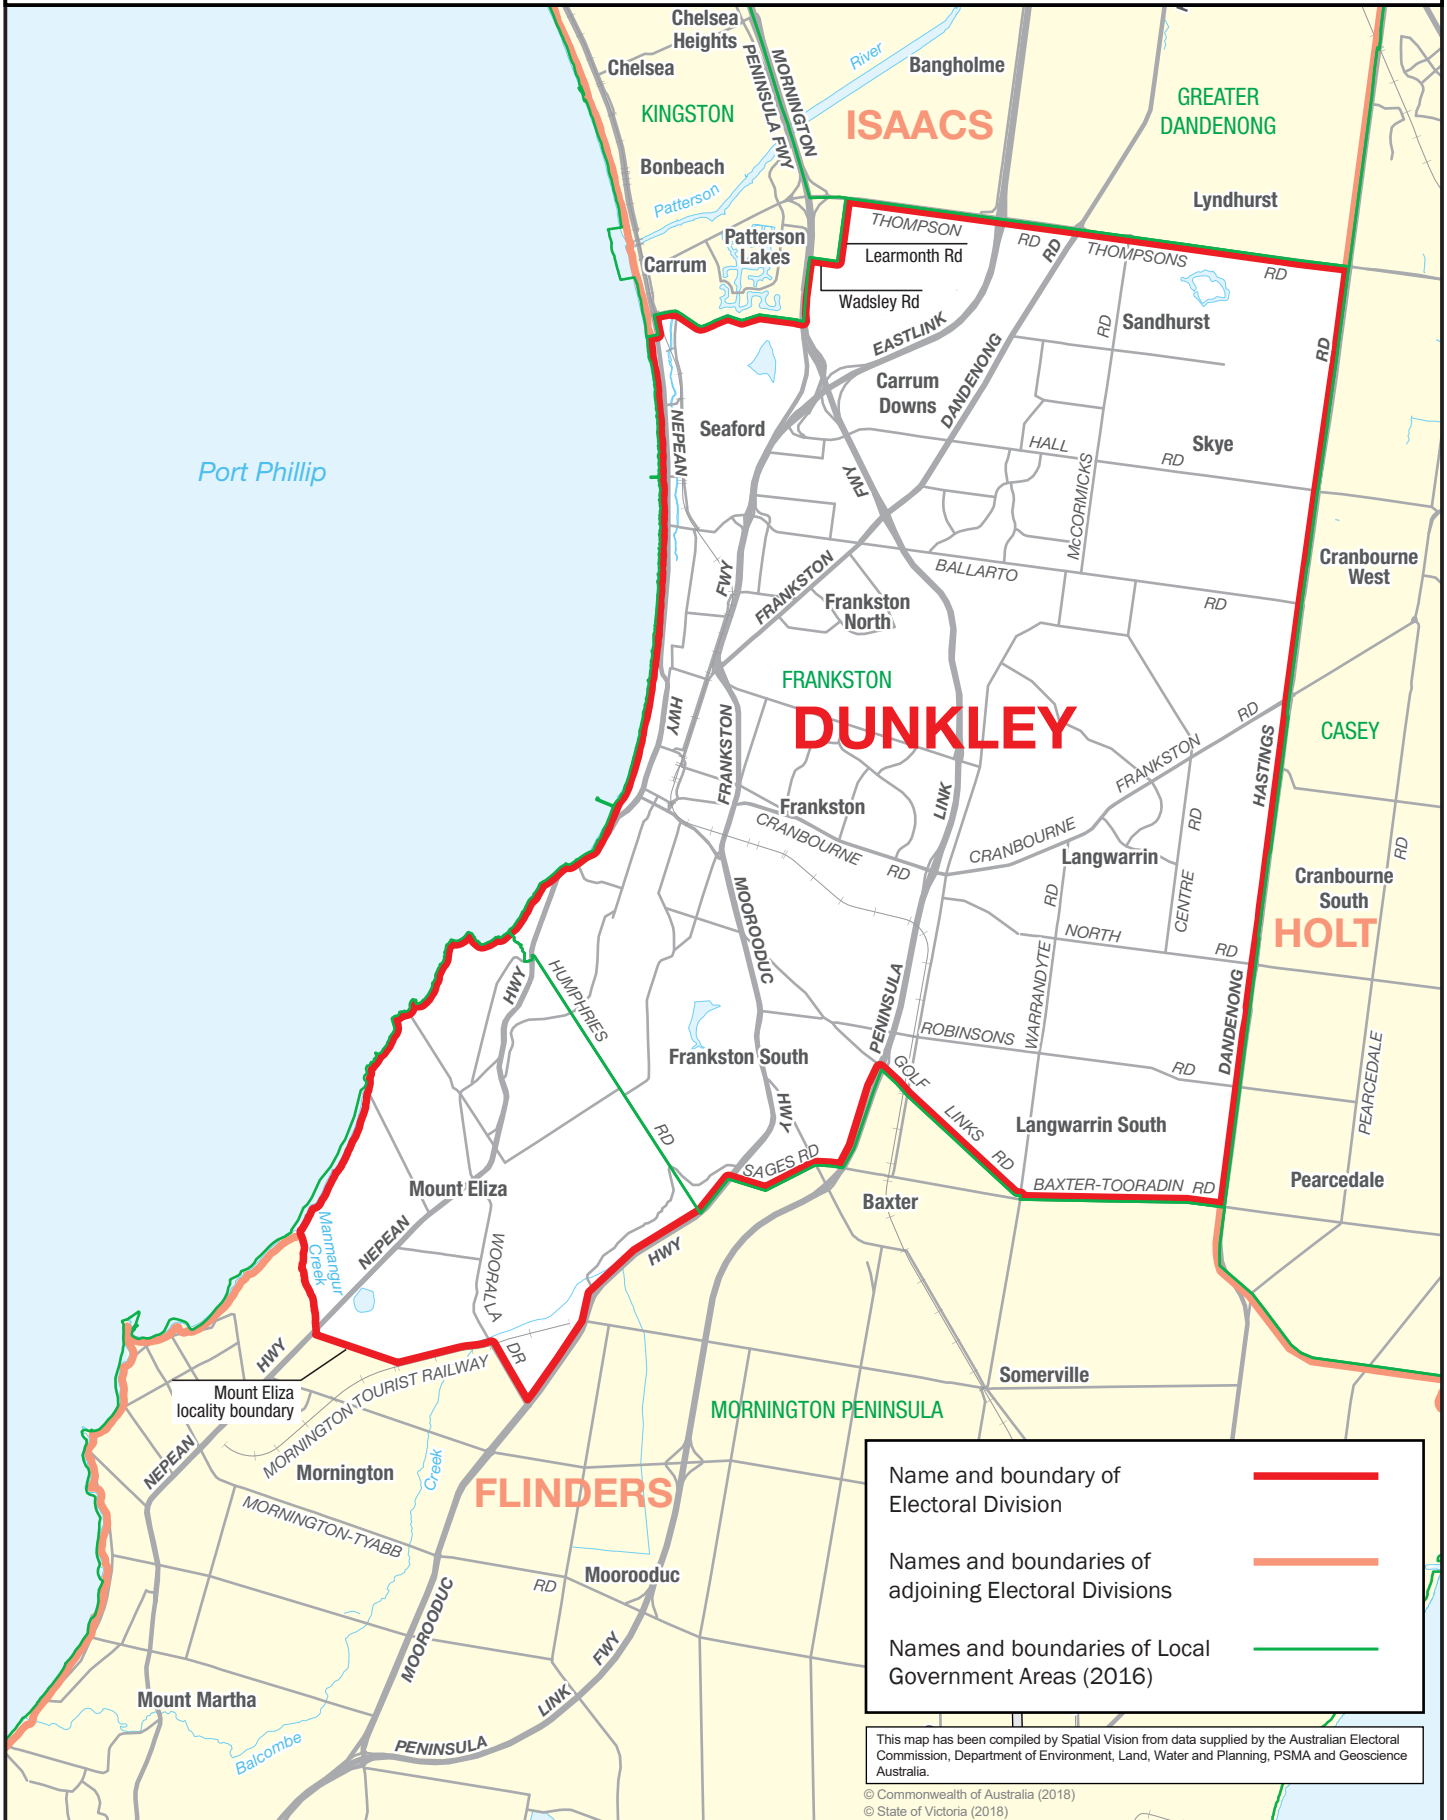 Chelsea
Heights
Chelsea
KINGSTON
MORNINGTON
PENINSULA FWY
River
Bangholme
ISAACS
GREATER
DANDENONG
Bonbeach
Patterson
Lyndhurst
Patterson
Lakes
Carrum
THOMPSON
RD
RD
THOMPSONS
RD
Learmonth Rd
Wadsley Rd
EASTLINK
Sandhurst
RD
RD
Carrum
Downs
DANDENONG
NEPEAN
Seaford
HALL
RD
Skye
Port Phillip
FWY
McCORMICKS
FWY
FRANKSTON
BALLARTO
RD
Cranbourne
West
Frankston
North
FRANKSTON
DUNKLEY
HWY
FRANKSTON
RD
CASEY
FRANKSTON
HASTINGS
Frankston
LINK
CRANBOURNE
RD
CRANBOURNE
RD
Langwarrin
RD
Cranbourne
South
HOLT
MOOROODUC
RD
CENTRE
NORTH
RD
HWY
HUMPHRIES
PENINSULA
WARRANDYTE
DANDENONG
ROBINSONS
RD
Frankston South
GOLF
LINKS
RD
PEARCEDALE
HWY
RD
Langwarrin South
SAGES RD
BAXTER-TOORADIN RD
Pearcedale
Mount Eliza
Baxter
Manmangur
Creek
NEPEAN
WOORALLA
DR
HWY
HWY
Mount Eliza
locality boundary
MORNINGTON TOURIST RAILWAY
Somerville
MORNINGTON PENINSULA
NEPEAN
Mornington
Creek
FLINDERS
MORNINGTON-TYABB
RD
Moorooduc
MOOROODUC
FWY
LINK
PENINSULA
Mount Martha
Balcombe
Name and boundary of
Electoral Division
Names and boundaries of
adjoining Electoral Divisions
Names and boundaries of Local
Government Areas (2016)
This map has been compiled by Spatial Vision from data supplied by the Australian Electoral
Commission, Department of Environment, Land, Water and Planning, PSMA and Geoscience
Australia.
© Commonwealth of Australia (2018)
© State of Victoria (2018)